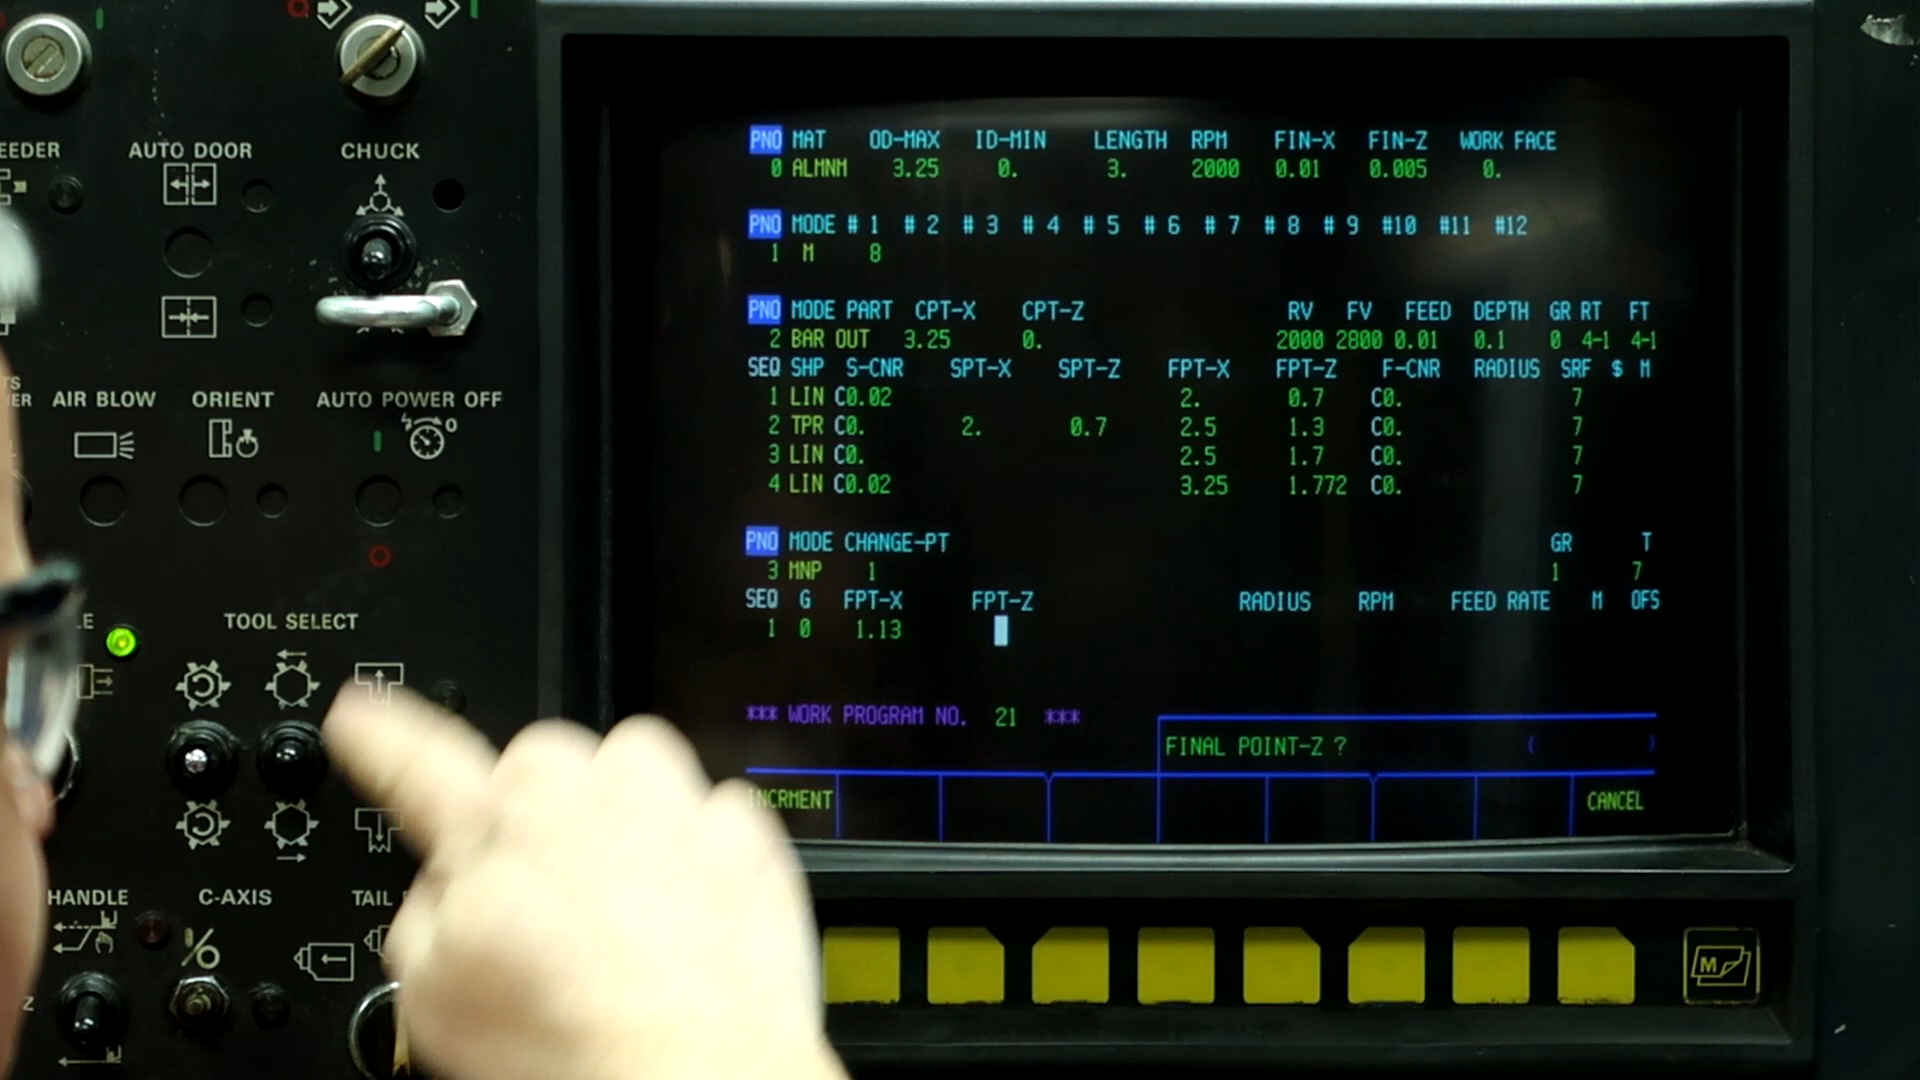 EEDER AUTO DOOR CHUCK
TS
ER AIR BLOW ORIENT AUTO POWER OFF
LE TOOL SELECT
HANDLE C-AXIS TAIL
Z
PNO MAT OD-MAX ID-MIN LENGTH RPM FIN-X FIN-Z WORK FACE
0 ALMNM 3.25 0. 3. 2000 0.01 0.005 0.
PNO MODE # 1 # 2 # 3 # 4 # 5 # 6 # 7 # 8 # 9 #10 #11 #12
1 M 8
PNO MODE PART CPT-X CPT-Z RV FV FEED DEPTH GR RT FT
2 BAR OUT 3.25 0. 2000 2800 0.01 0.1 0 4-1 4-1
SEQ SHP S-CNR SPT-X SPT-Z FPT-X FPT-Z F-CNR RADIUS SRF $ M
1 LIN C0.02 2. 0.7 C0. 7
2 TPR C0. 2. 0.7 2.5 1.3 C0. 7
3 LIN C0. 2.5 1.7 C0. 7
4 LIN C0.02 3.25 1.772 C0. 7
PNO MODE CHANGE-PT GR T
3 MNP 1 1 7
SEQ G FPT-X FPT-Z RADIUS RPM FEED RATE M OFS
1 0 1.13
*** WORK PROGRAM NO. 21 ***
FINAL POINT-Z ? ( )
INCRMENT CANCEL
M